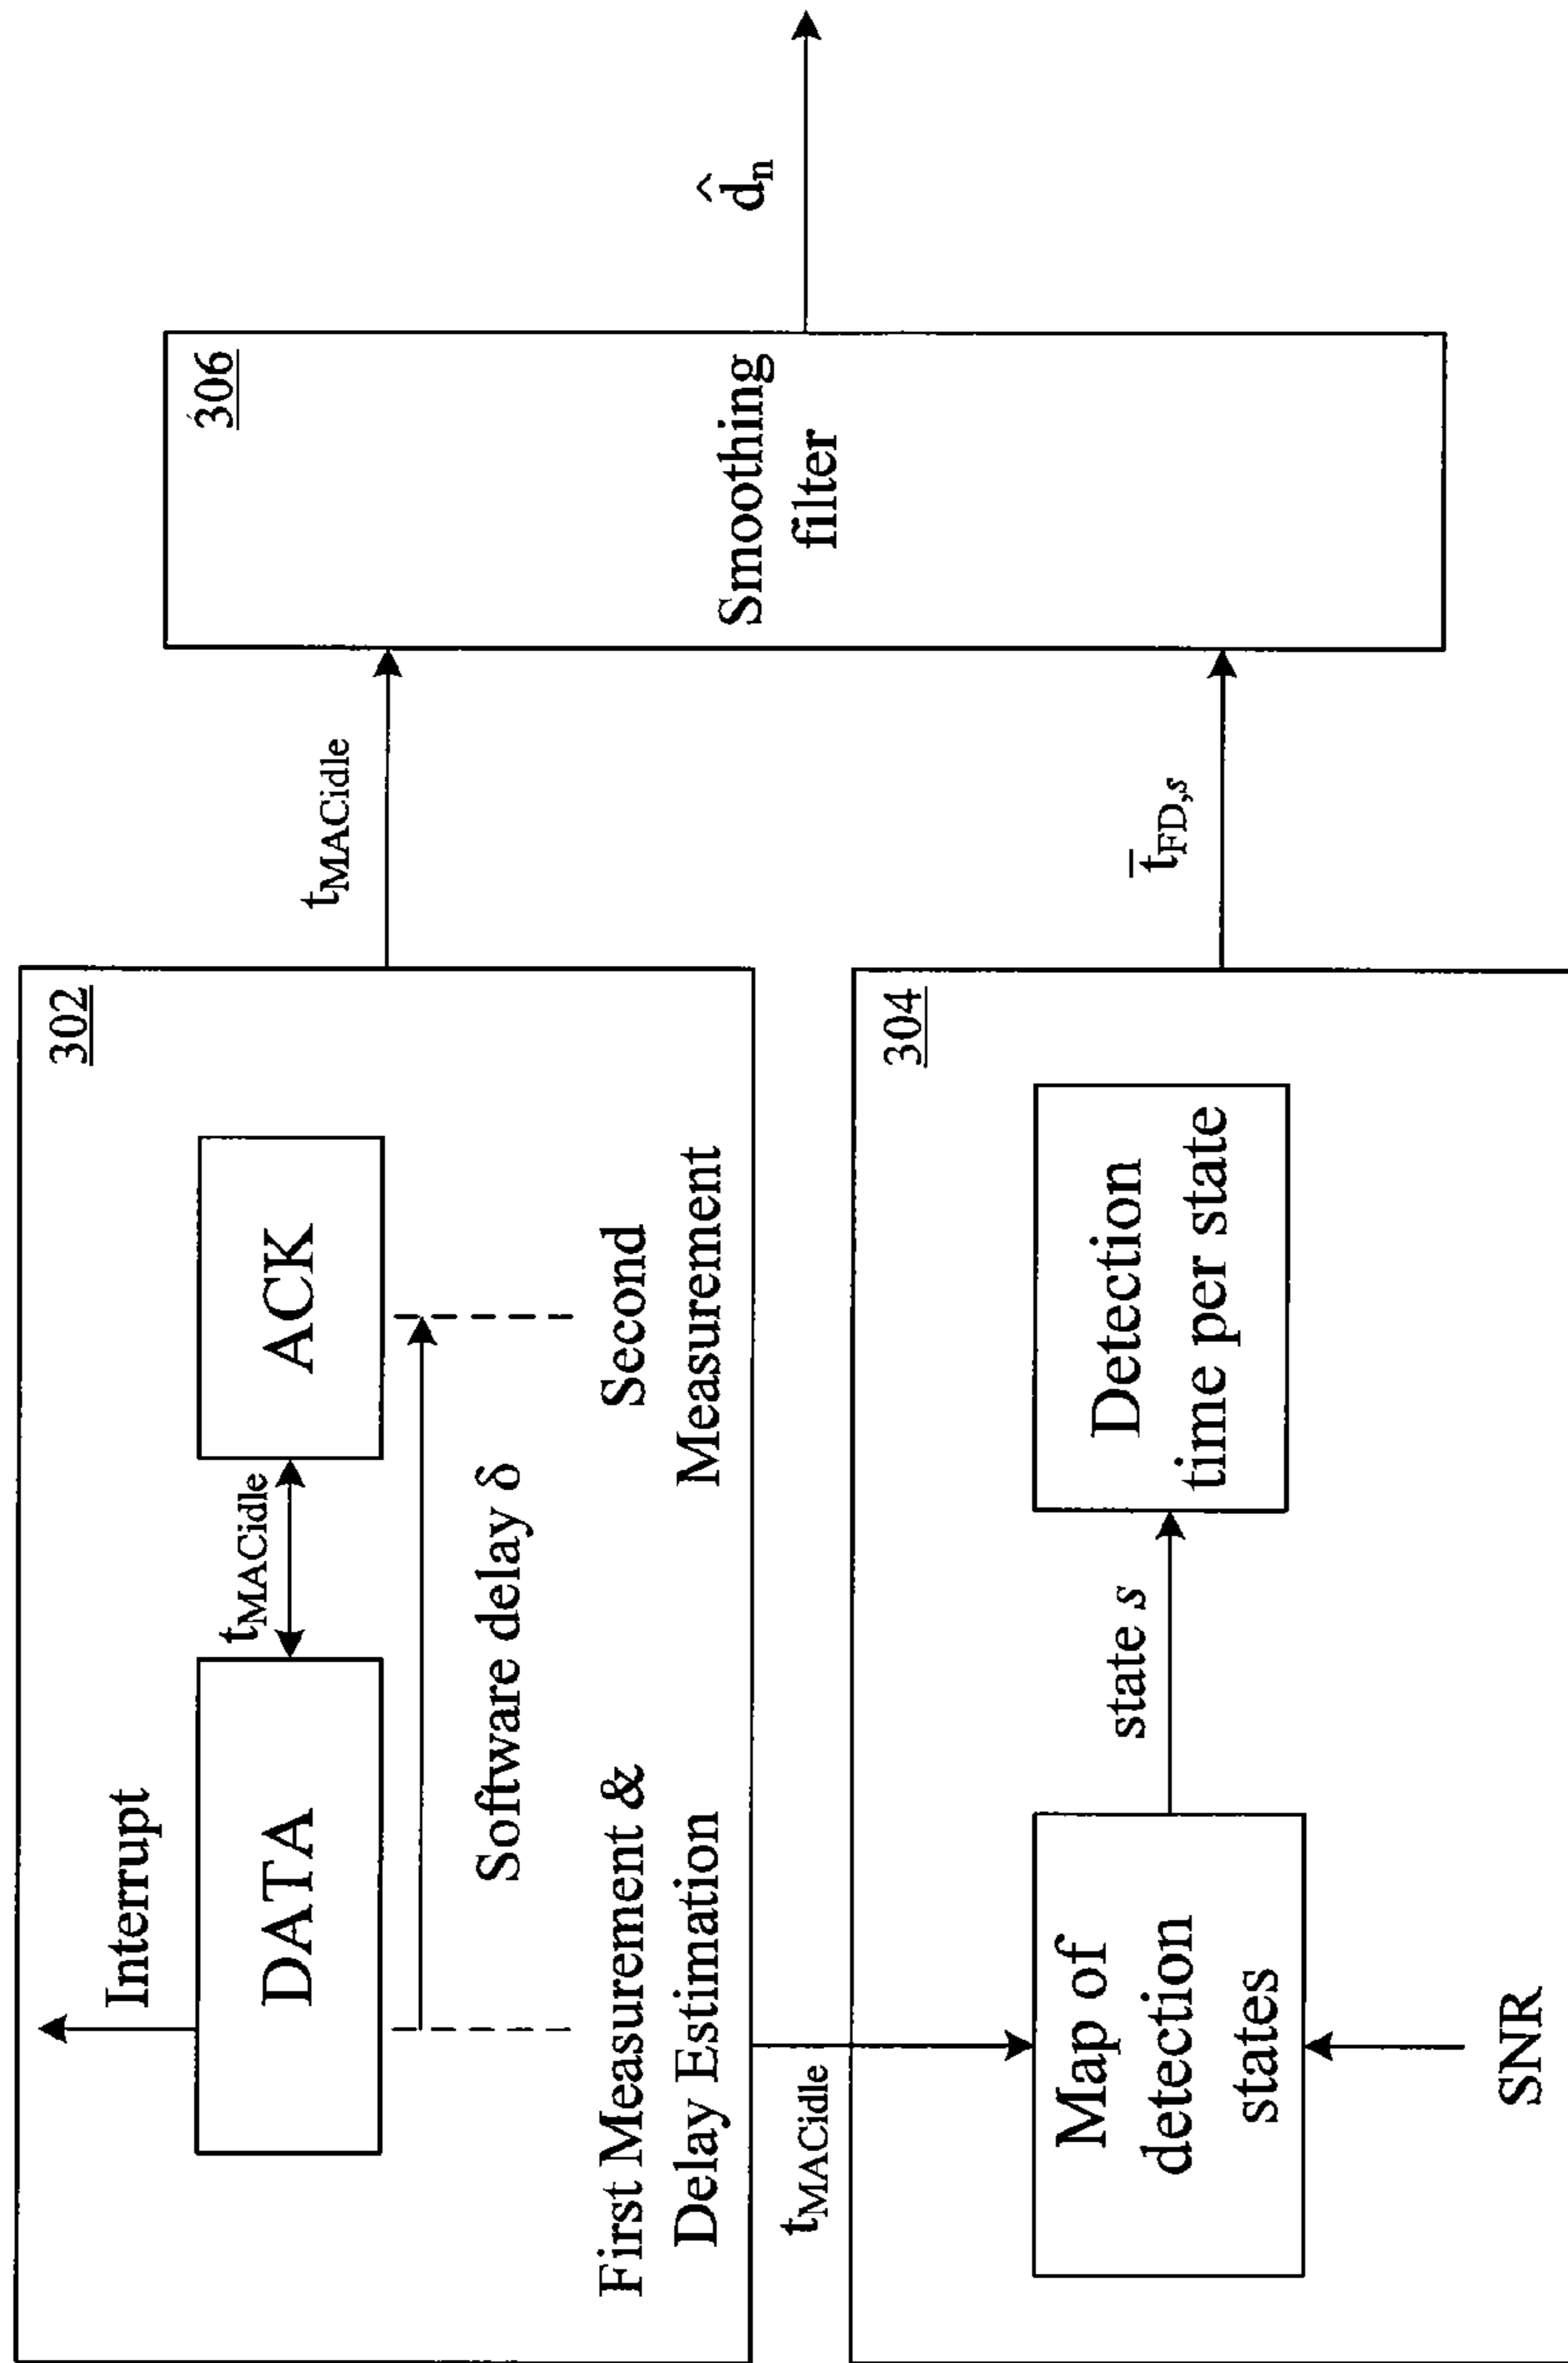 302
Interrupt
DATA
tMACidle
ACK
Software delay δ
First Measurement &
Delay Estimation
Second
Measurement
tMACidle
tMACidle
304
Map of
detection
states
state s
Detection
time per state
SNR
t̄FD,s
306
Smoothing
filter
d̂n